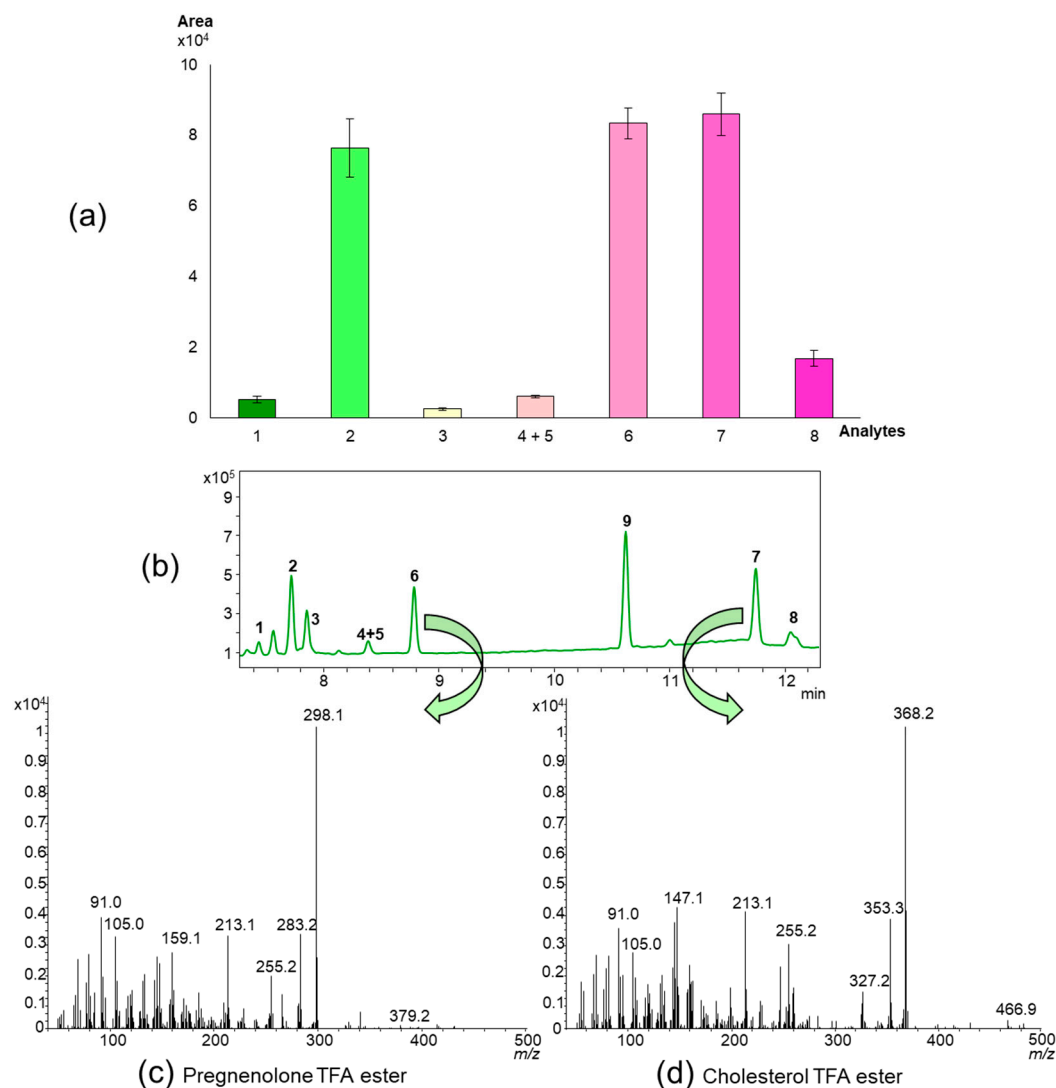 Area
x10⁴
10
8
6
4
2
0
(a)
1 2 3 4 + 5 6 7 8 Analytes
(b)
x10⁵
9
7
5
3
1
1 2 3 4+5 6 9 7 8
8 9 10 11 12
min
x10⁴
1
0.9
0.8
0.7
0.6
0.5
0.4
0.3
0.2
0.1
0
298.1
91.0
105.0
159.1
213.1
283.2
255.2
379.2
100 200 300 400 500
m/z
(c) Pregnenolone TFA ester
x10⁴
1
0.9
0.8
0.7
0.6
0.5
0.4
0.3
0.2
0.1
0
368.2
91.0
105.0
147.1
213.1
255.2
353.3
327.2
466.9
100 200 300 400 500
m/z
(d) Cholesterol TFA ester